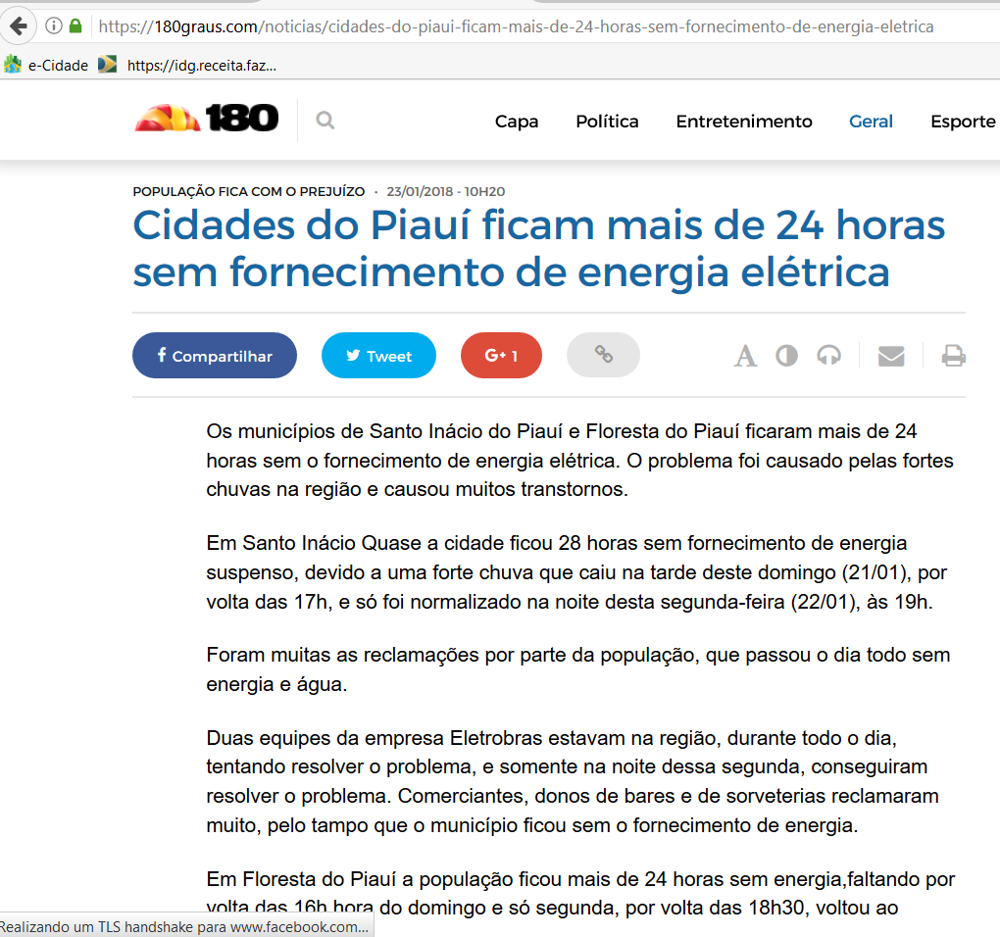 https://180graus.com/noticias/cidades-do-piaui-ficam-mais-de-24-horas-sem-fornecimento-de-energia-eletrica
e-Cidade https://idg.receita.faz...
180 Capa Política Entretenimento Geral Esporte
POPULAÇÃO FICA COM O PREJUÍZO · 23/01/2018 - 10H20
Cidades do Piauí ficam mais de 24 horas
sem fornecimento de energia elétrica
Compartilhar Tweet G+ 1 A
Os municípios de Santo Inácio do Piauí e Floresta do Piauí ficaram mais de 24
horas sem o fornecimento de energia elétrica. O problema foi causado pelas fortes
chuvas na região e causou muitos transtornos.
Em Santo Inácio Quase a cidade ficou 28 horas sem fornecimento de energia
suspenso, devido a uma forte chuva que caiu na tarde deste domingo (21/01), por
volta das 17h, e só foi normalizado na noite desta segunda-feira (22/01), às 19h.
Foram muitas as reclamações por parte da população, que passou o dia todo sem
energia e água.
Duas equipes da empresa Eletrobras estavam na região, durante todo o dia,
tentando resolver o problema, e somente na noite dessa segunda, conseguiram
resolver o problema. Comerciantes, donos de bares e de sorveterias reclamaram
muito, pelo tampo que o município ficou sem o fornecimento de energia.
Em Floresta do Piauí a população ficou mais de 24 horas sem energia,faltando por
volta das 16h hora do domingo e só segunda, por volta das 18h30, voltou ao
Realizando um TLS handshake para www.facebook.com...